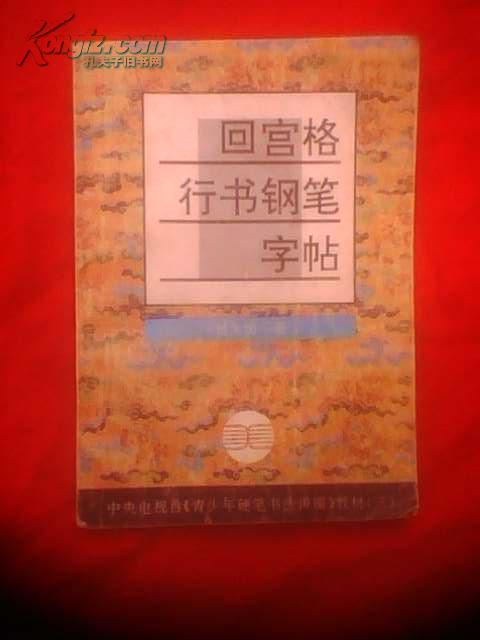 Kongfz.com
孔夫子旧书网
回宫格
行书钢笔
字帖
中央电视台《青少年硬笔书法讲座》教材(三)